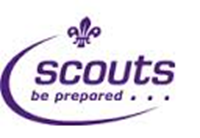 scouts
be prepared . . .